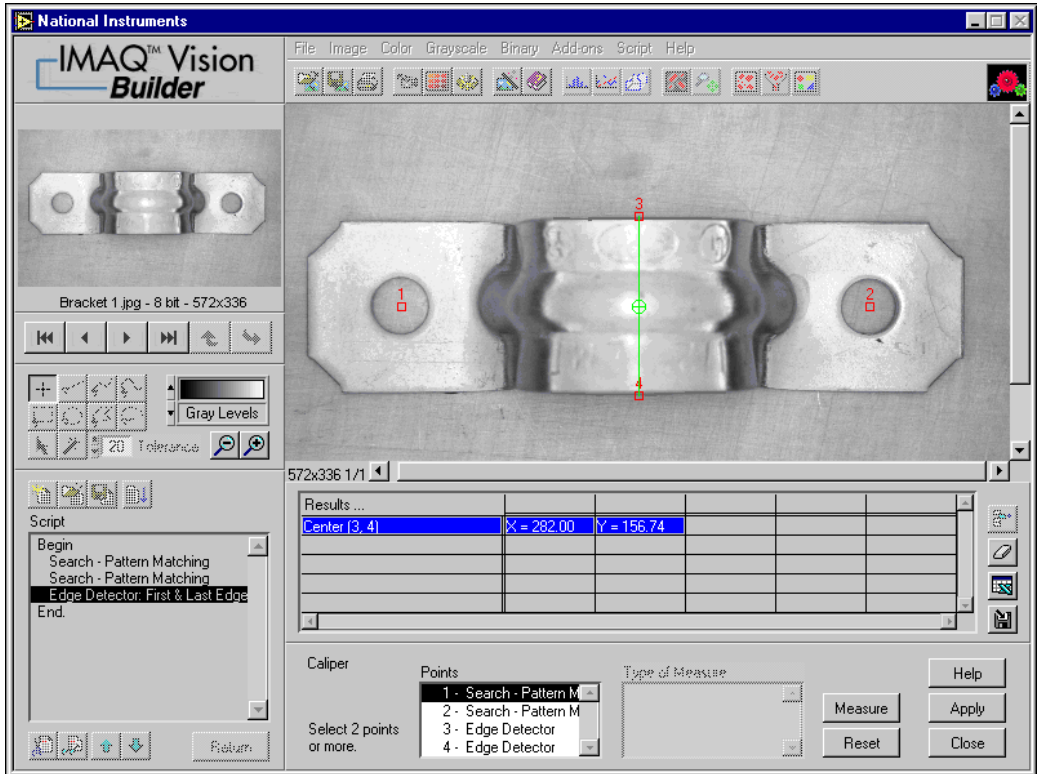 National Instruments
IMAQ™ Vision
Builder
File Image Color Grayscale Binary Add-ons Script Help
Bracket 1.jpg - 8 bit - 572x336
3
1
2
4
Gray Levels
20 Tolerance
572x336 1/1
Results ...
Center (3, 4) X = 282.00 Y = 156.74
Script
Begin
Search - Pattern Matching
Search - Pattern Matching
Edge Detector: First & Last Edge
End.
Return
Caliper
Select 2 points
or more.
Points
1 - Search - Pattern M
2 - Search - Pattern M
3 - Edge Detector
4 - Edge Detector
Type of Measure
Measure
Reset
Help
Apply
Close